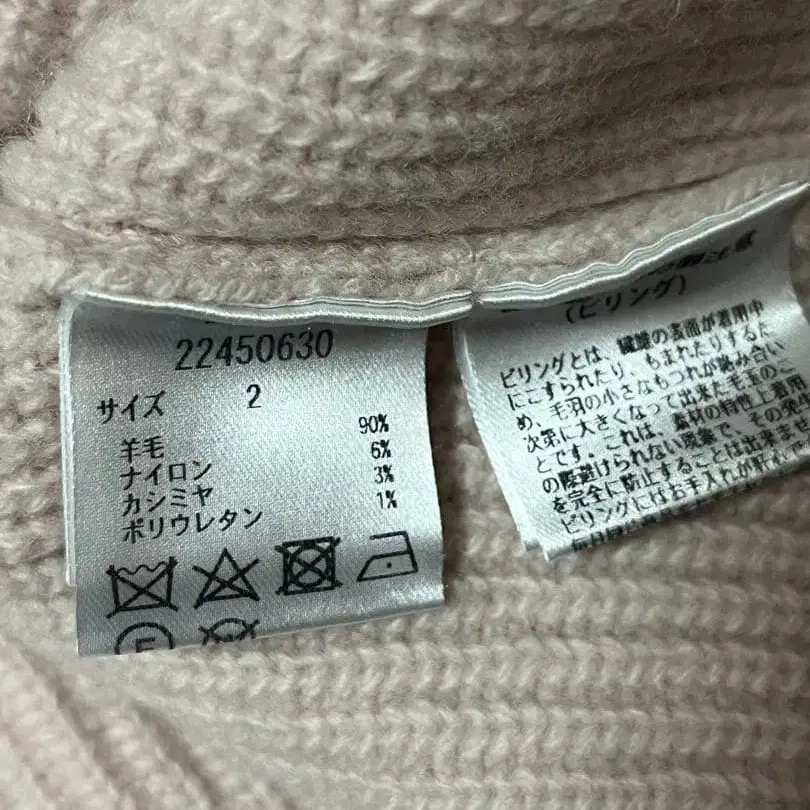 22450630
サイズ 2
羊毛 90%
ナイロン 6%
カシミヤ 3%
ポリウレタン 1%
(ピリング)
ピリングとは、繊維の表面が着用中
にこすられたり、もまれたりするた
め、毛羽の小さなもつれが絡み合い
次第に大きくなって出来た毛玉のこ
とです。これは、素材の特性上着用
の際避けられない現象で、その発
を完全に防止することは出来ませ
ピリングにはお手入れが